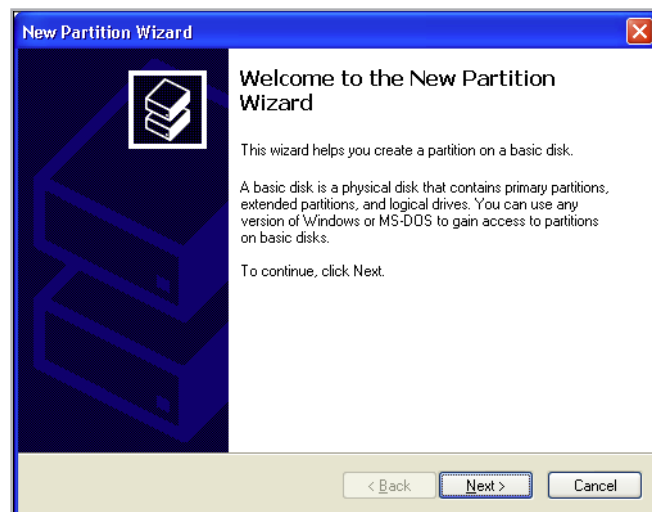 New Partition Wizard
Welcome to the New Partition
Wizard
This wizard helps you create a partition on a basic disk.
A basic disk is a physical disk that contains primary partitions,
extended partitions, and logical drives. You can use any
version of Windows or MS-DOS to gain access to partitions
on basic disks.
To continue, click Next.
< Back
Next >
Cancel